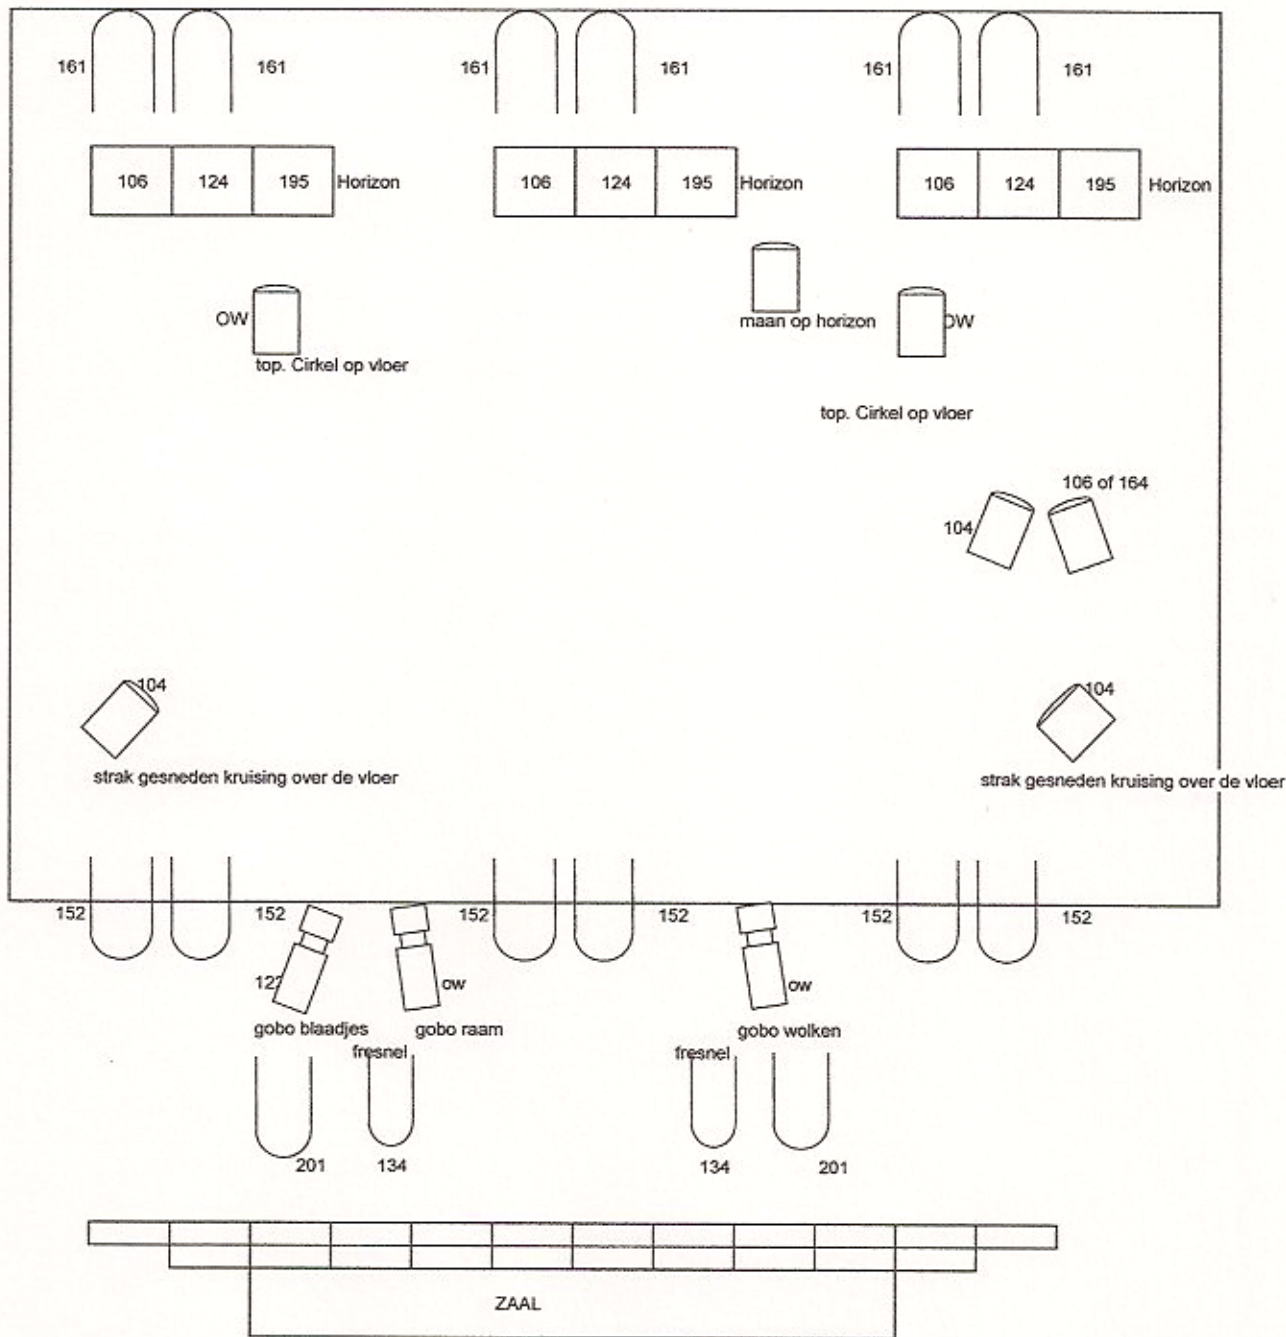 161 161 161 161 161 161
106 124 195 Horizon 106 124 195 Horizon 106 124 195 Horizon
OW maan op horizon OW
top. Cirkel op vloer
top. Cirkel op vloer
106 of 164
104
104 104
strak gesneden kruising over de vloer strak gesneden kruising over de vloer
152 152 152 152 152 152
ow ow
gobo blaadjes gobo raam gobo wolken
fresnel fresnel
201 134 134 201
ZAAL